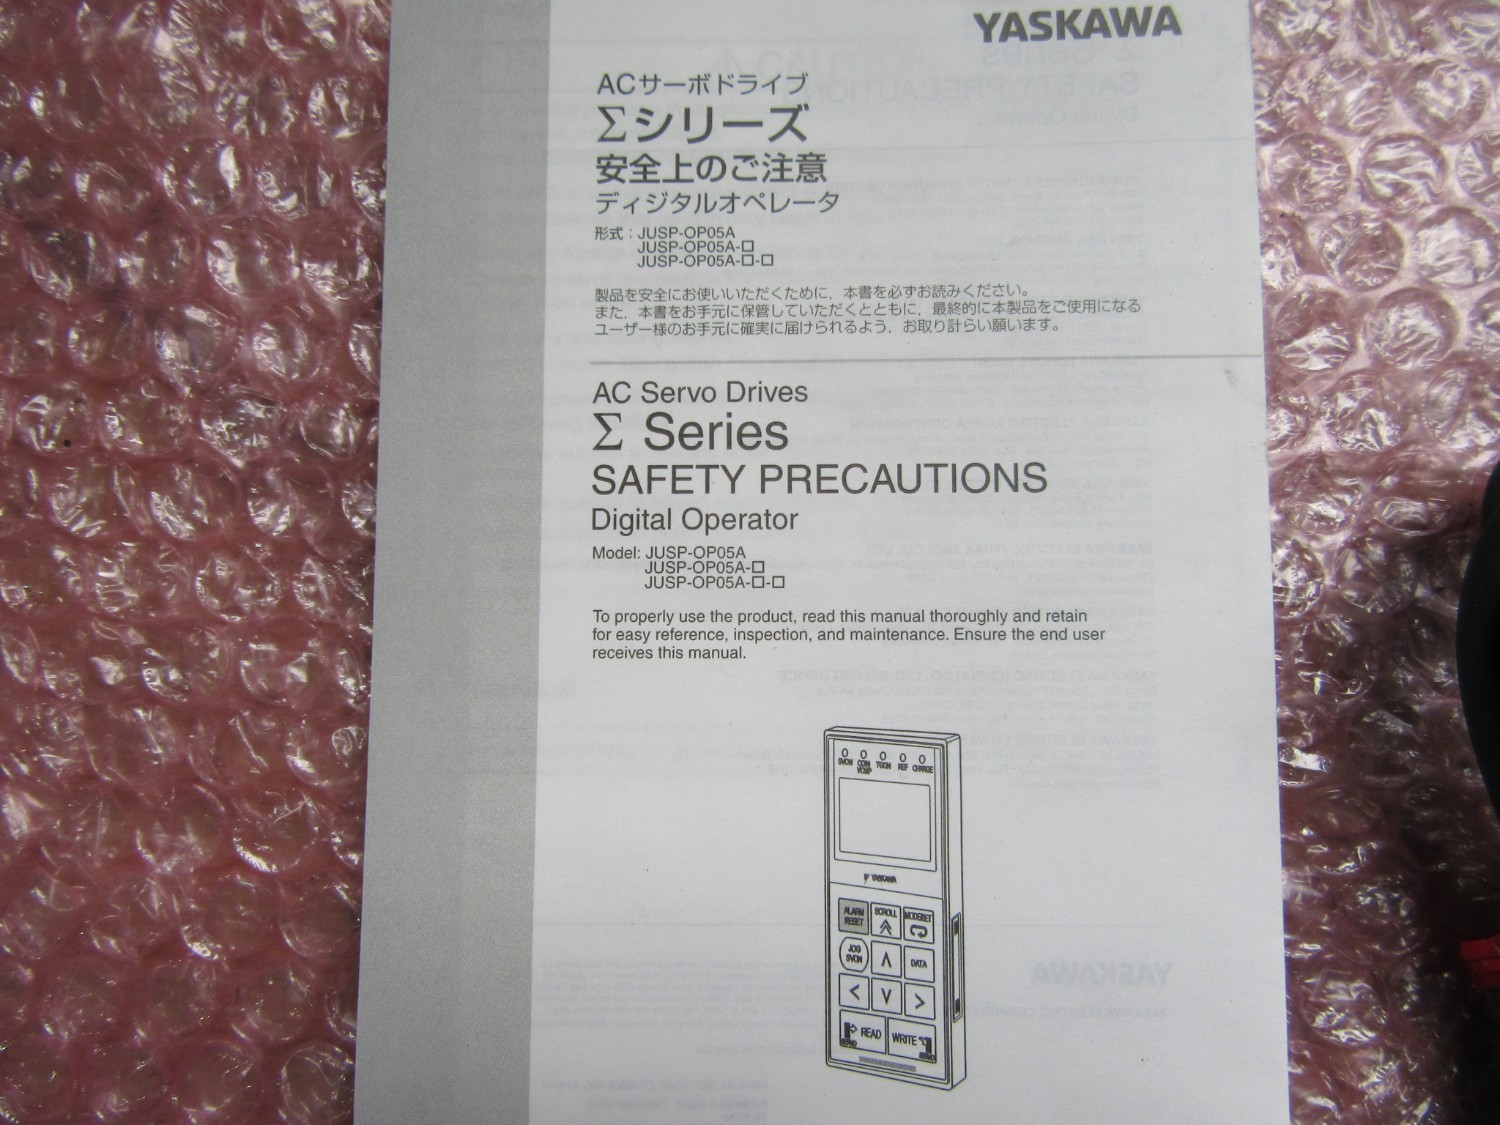 YASKAWA
ACサーボドライブ
Σシリーズ
安全上のご注意
ディジタルオペレータ
形式：JUSP-OP05A
JUSP-OP05A-□
JUSP-OP05A-□-□
製品を安全にお使いいただくために，本書を必ずお読みください。
また，本書をお手元に保管していただくとともに，最終的に本製品をご使用になる
ユーザー様のお手元に確実に届けられるよう，お取り計らい願います。
AC Servo Drives
Σ Series
SAFETY PRECAUTIONS
Digital Operator
Model: JUSP-OP05A
JUSP-OP05A-□
JUSP-OP05A-□-□
To properly use the product, read this manual thoroughly and retain
for easy reference, inspection, and maintenance. Ensure the end user
receives this manual.
SVON COM TGON REF CHARGE
YASKAWA
ALARM SCROLL MODE/SET
RESET
JOG
SVON DATA
READ WRITE
SERVO SERVO